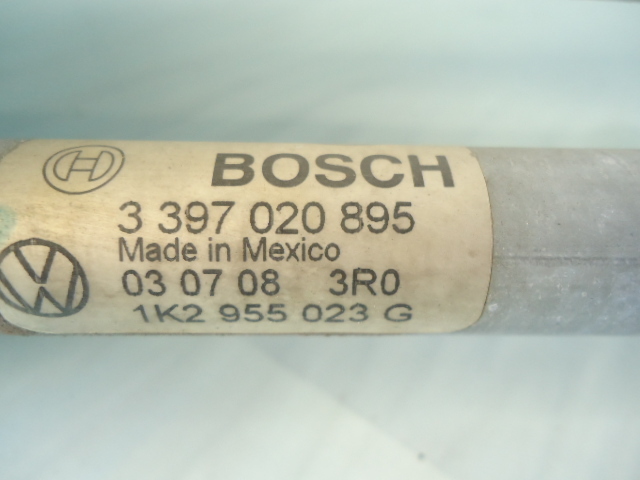 BOSCH
3 397 020 895
Made in Mexico
03 07 08 3R0
1K2 955 023 G